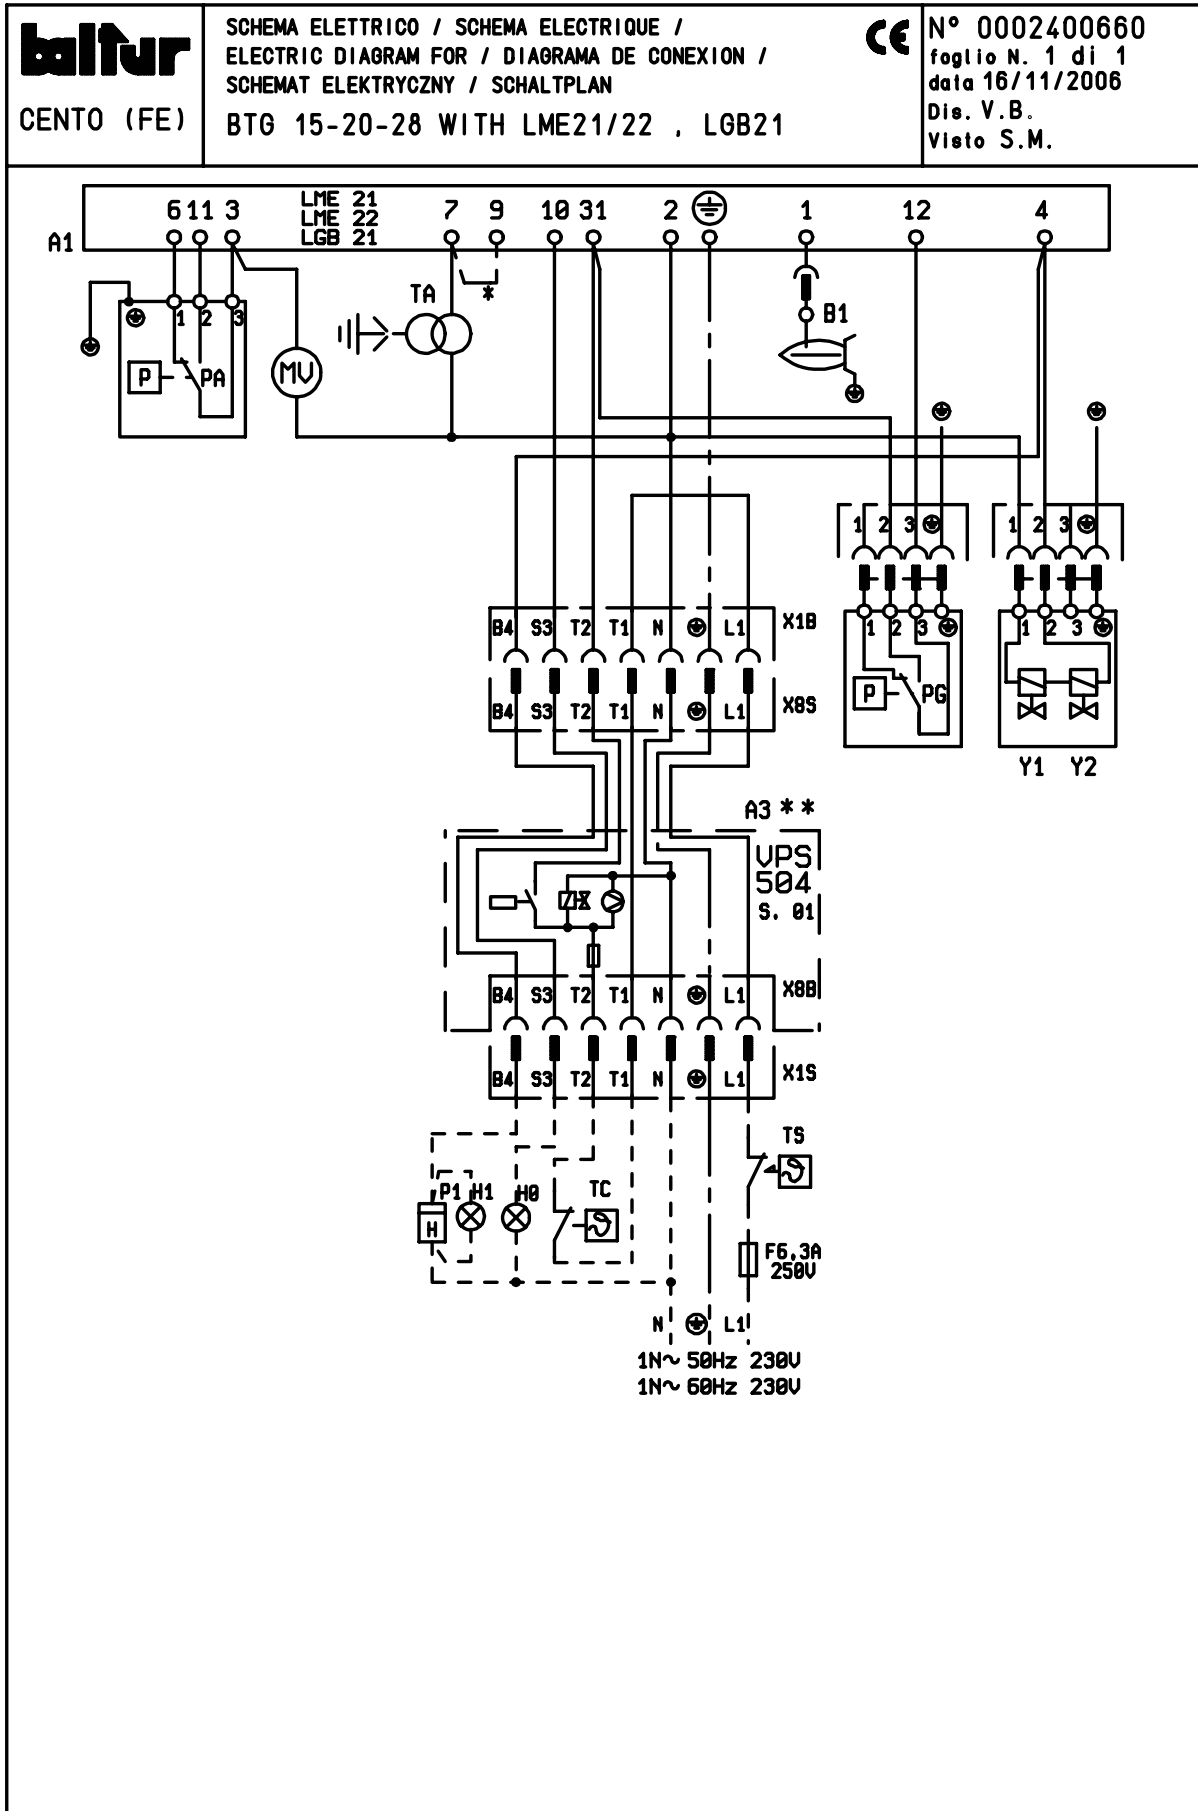 baltur
CENTO (FE)
SCHEMA ELETTRICO / SCHEMA ELECTRIQUE /
ELECTRIC DIAGRAM FOR / DIAGRAMA DE CONEXION /
SCHEMAT ELEKTRYCZNY / SCHALTPLAN
BTG 15-20-28 WITH LME21/22 , LGB21
CE
N° 0002400660
foglio N. 1 di 1
data 16/11/2006
Dis. V.B.
Visto S.M.
A1
6 11 3
LME 21
LME 22
LGB 21
7 9 10 31 2 1 12 4
TA *
B1
1 2 3
P PA
MV
1 2 3
1 2 3
B4 S3 T2 T1 N L1 X1B
1 2 3
1 2 3
P PG
B4 S3 T2 T1 N L1 X8S
Y1 Y2
A3 **
VPS
504
S. 01
B4 S3 T2 T1 N L1 X8B
B4 S3 T2 T1 N L1 X1S
TS
P1 H1 H0 TC
H
F6,3A
250V
N L1
1N~ 50Hz 230V
1N~ 60Hz 230V